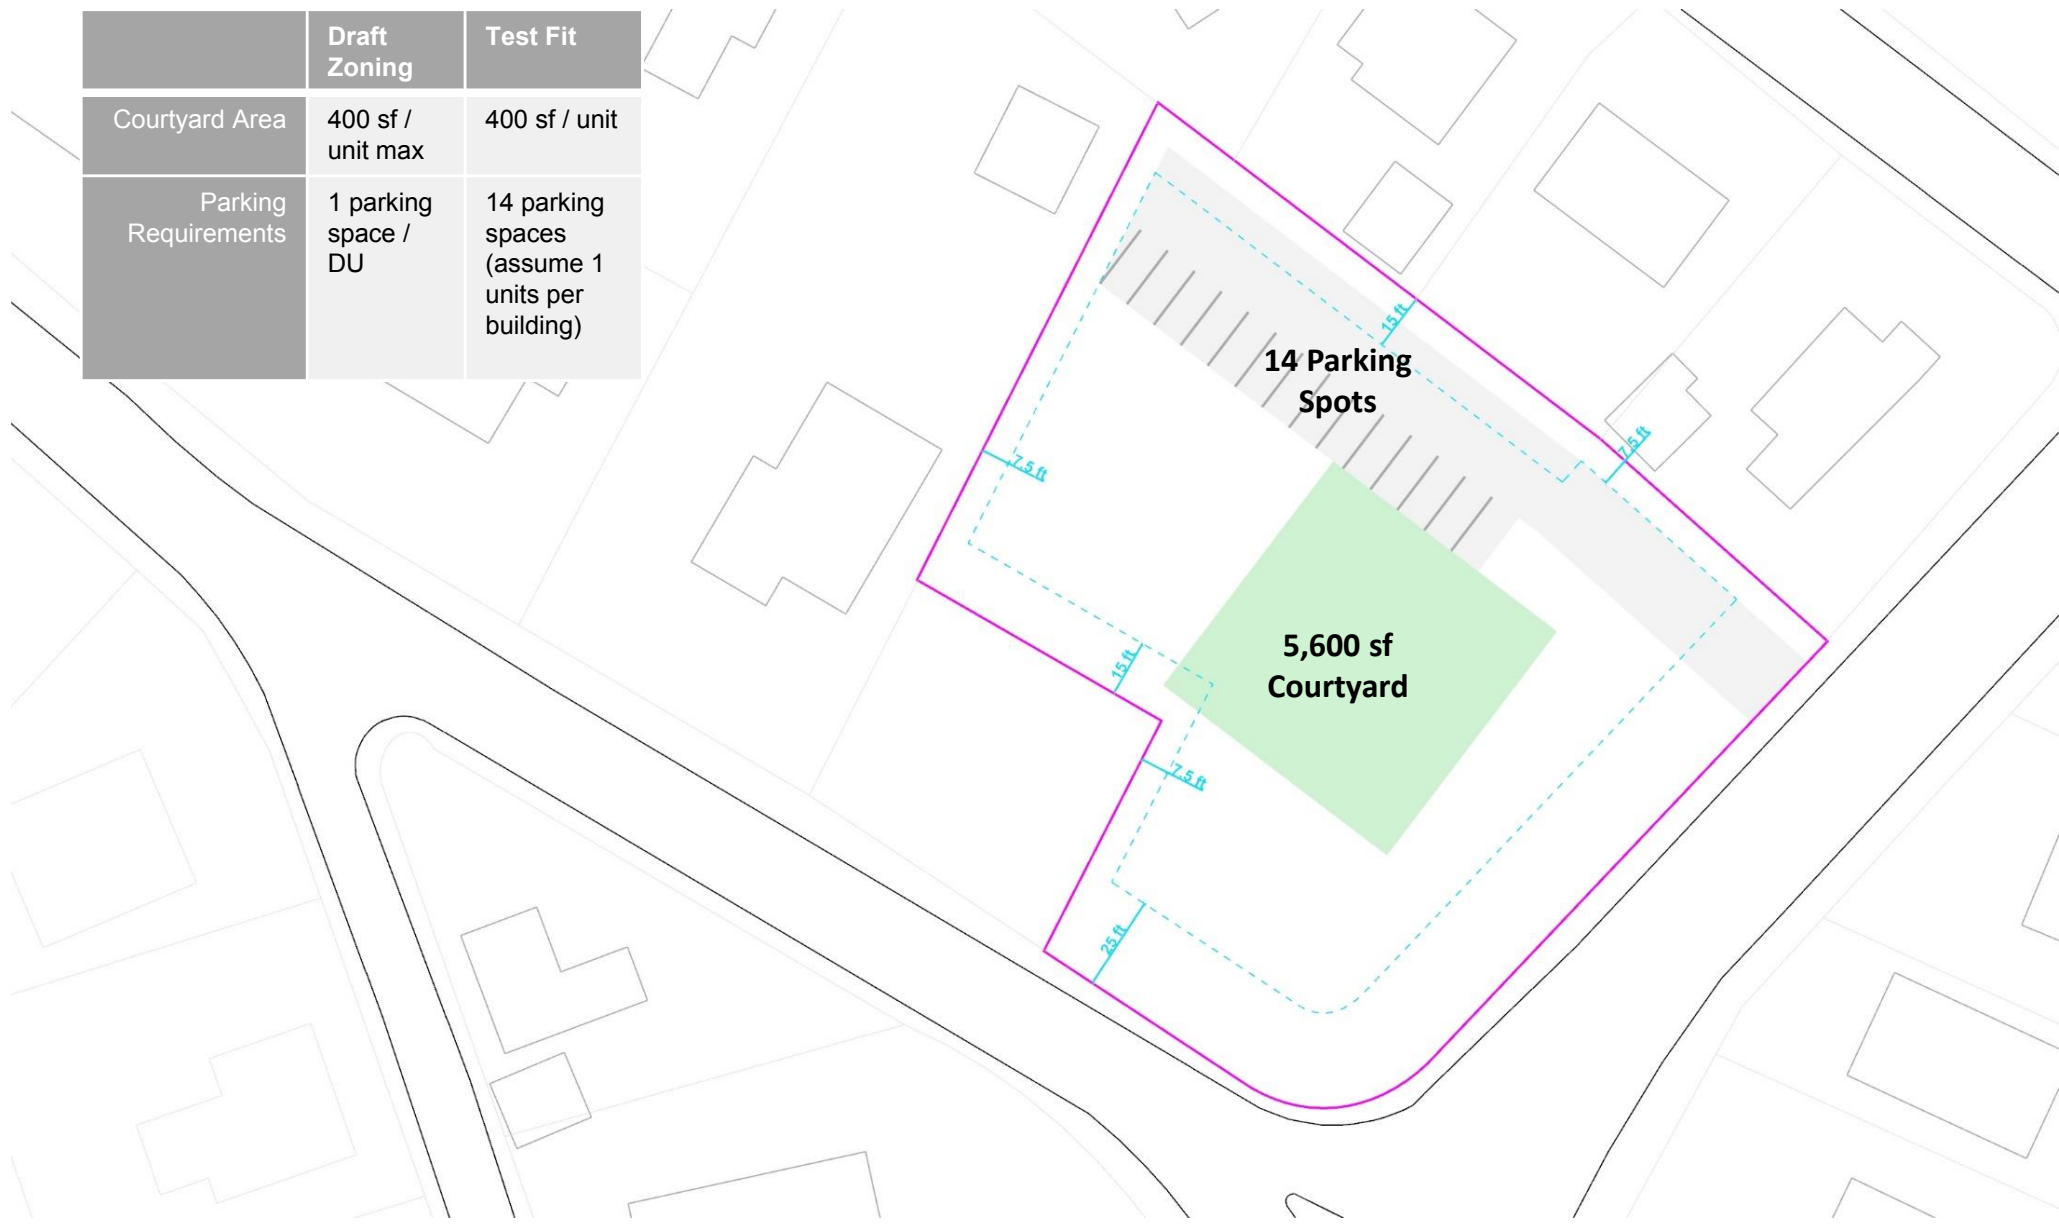 Draft
Zoning
Test Fit
Courtyard Area
400 sf /
unit max
400 sf / unit
Parking
Requirements
1 parking
space /
DU
14 parking
spaces
(assume 1
units per
building)
15 ft
14 Parking
Spots
7.5 ft
7.5 ft
15 ft
5,600 sf
Courtyard
7.5 ft
25 ft